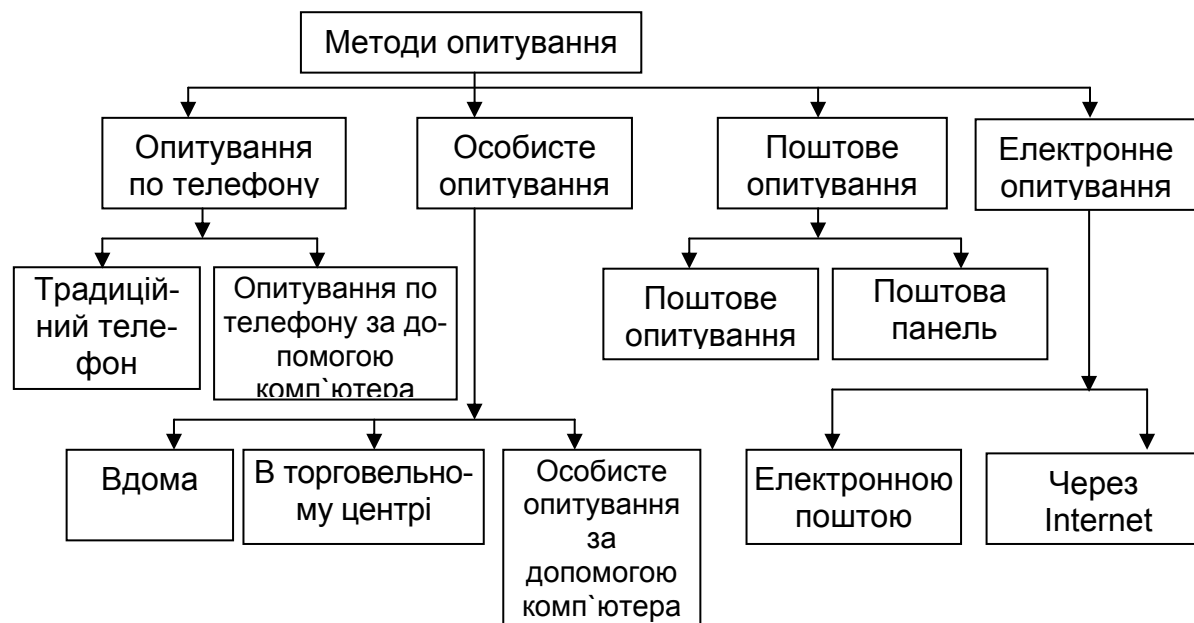 Методи опитування
Опитування
по телефону
Особисте
опитування
Поштове
опитування
Електронне
опитування
Традицій-
ний теле-
фон
Опитування по
телефону за до-
помогою
комп`ютера
Поштове
опитування
Поштова
панель
Вдома
В торговельно-
му центрі
Особисте
опитування
за
допомогою
комп`ютера
Електронною
поштою
Через
Internet